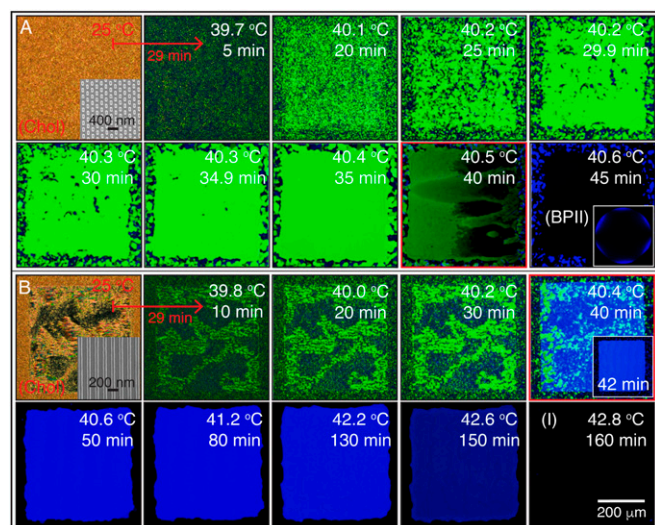 A
25 °C
29 min
(Chol)
400 nm
39.7 °C
5 min
40.1 °C
20 min
40.2 °C
25 min
40.2 °C
29.9 min
40.3 °C
30 min
40.3 °C
34.9 min
40.4 °C
35 min
40.5 °C
40 min
40.6 °C
45 min
(BPII)
B
25 °C
29 min
(Chol)
200 nm
39.8 °C
10 min
40.0 °C
20 min
40.2 °C
30 min
40.4 °C
40 min
42 min
40.6 °C
50 min
41.2 °C
80 min
42.2 °C
130 min
42.6 °C
150 min
(I)
42.8 °C
160 min
200 μm